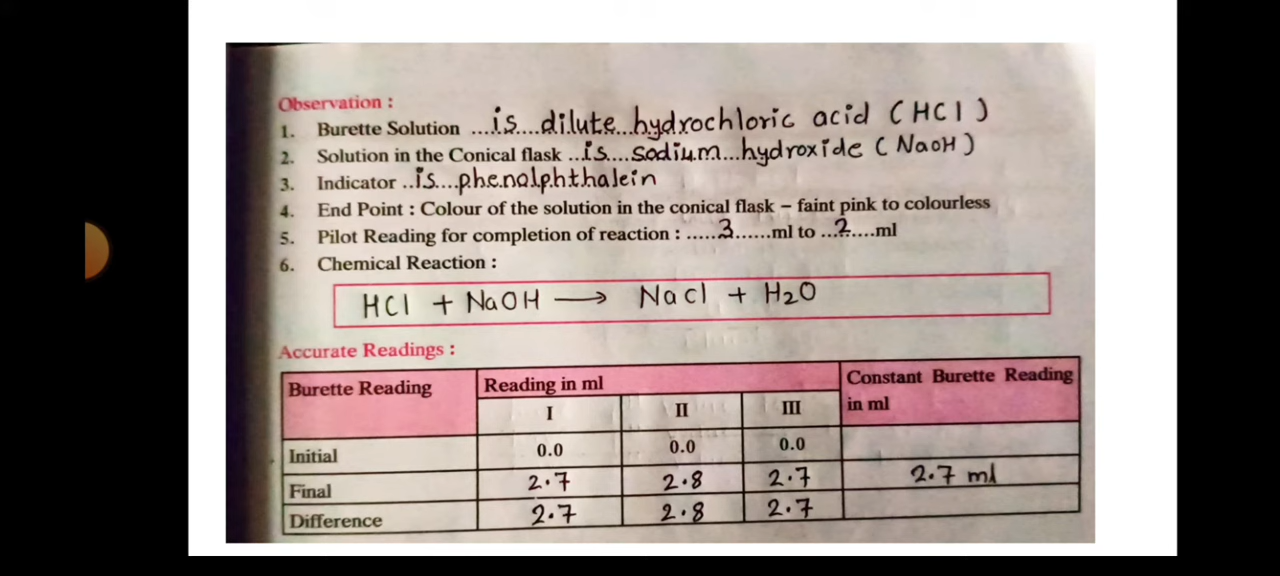 Observation :
1. Burette Solution ....is....dilute...hydrochloric acid (HCl)
2. Solution in the Conical flask ...is....sodium...hydroxide (NaOH)
3. Indicator ..is....phenolphthalein
4. End Point : Colour of the solution in the conical flask – faint pink to colourless
5. Pilot Reading for completion of reaction : .....3......ml to ...2....ml
6. Chemical Reaction :
HCl + NaOH → NaCl + H₂O
Accurate Readings :
Burette Reading Reading in ml Constant Burette Reading in ml
I II III
Initial 0.0 0.0 0.0
Final 2.7 2.8 2.7 2.7 ml
Difference 2.7 2.8 2.7